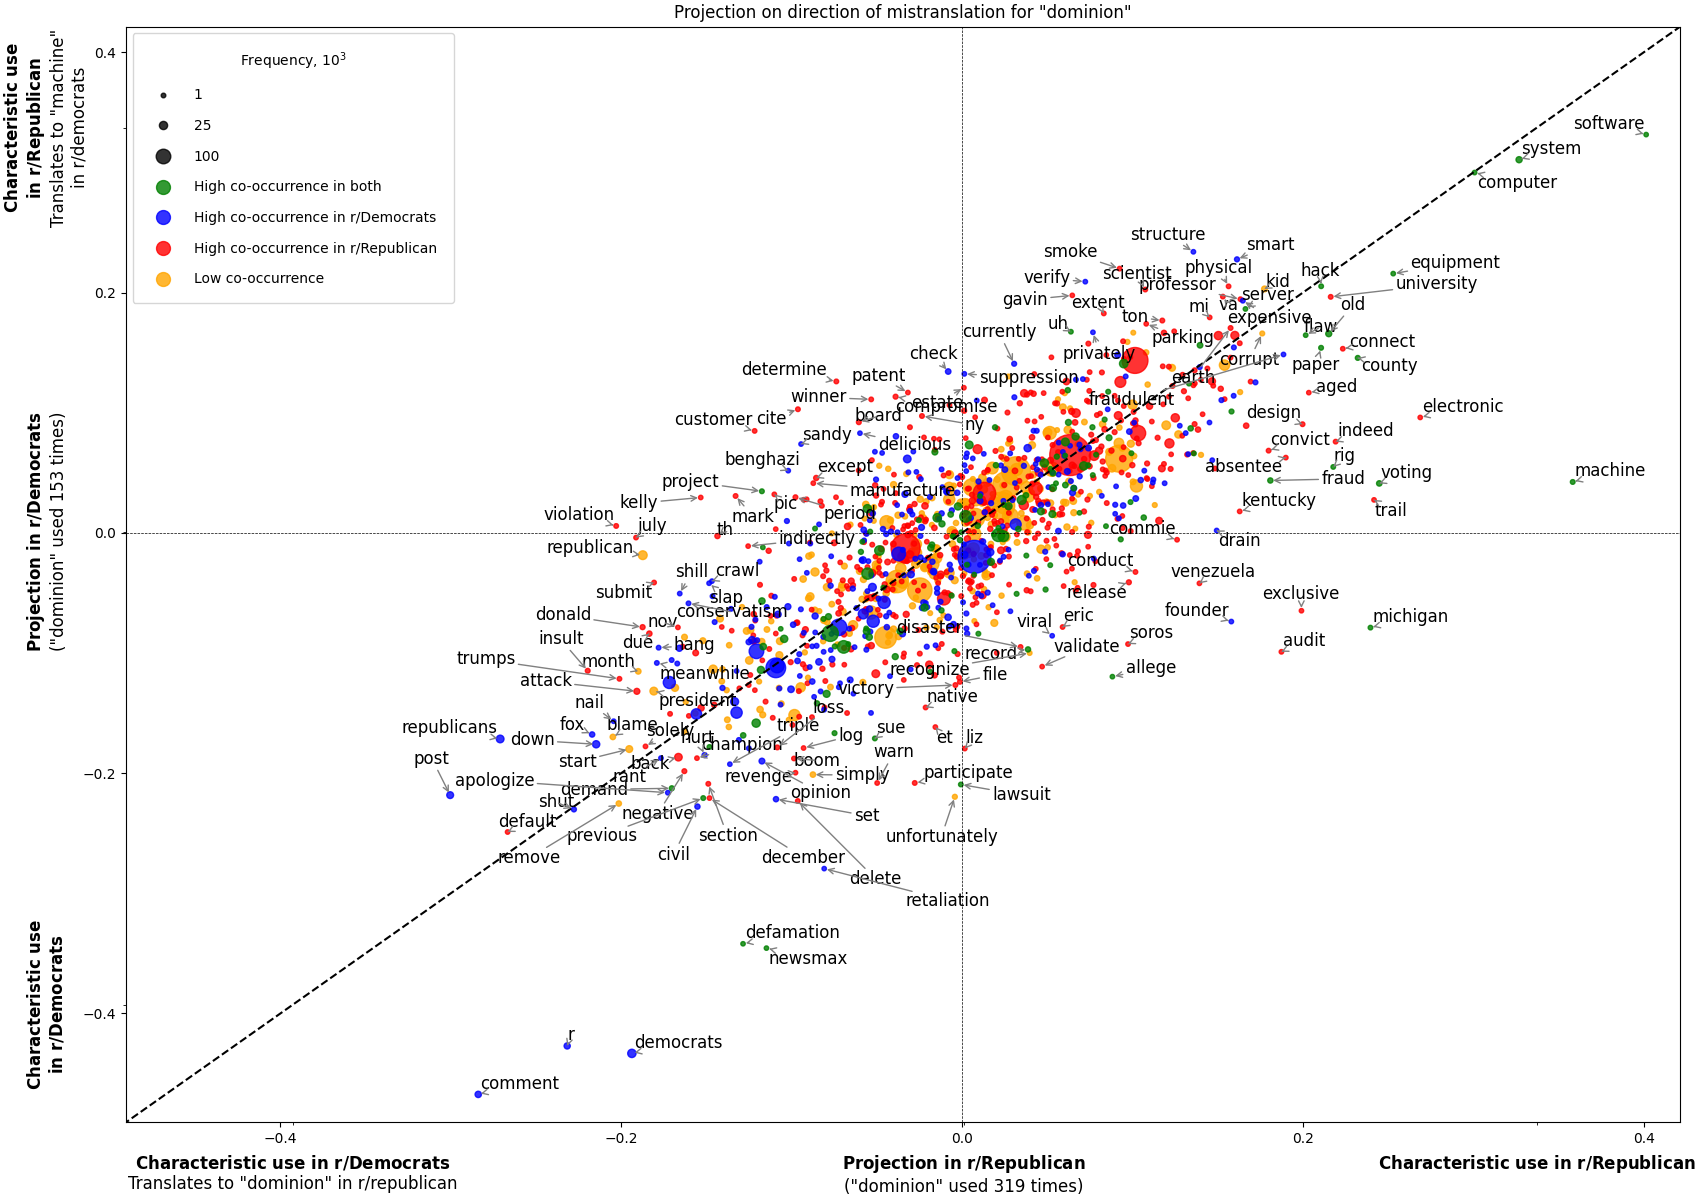 Projection on direction of mistranslation for "dominion"
Characteristic use
in r/Republican
Translates to "machine"
in r/democrats
Projection in r/Democrats
("dominion" used 153 times)
Characteristic use
in r/Democrats
0.4
0.2
0.0
−0.2
−0.4
Frequency, 10³
1
25
100
High co-occurrence in both
High co-occurrence in r/Democrats
High co-occurrence in r/Republican
Low co-occurrence
software
system
computer
structure
smart
smoke
verify
scientist
physical
professor
kid
hack
equipment
university
gavin
extent
mi
va
server
old
uh
ton
expensive
flaw
currently
parking
connect
check
privately
corrupt
paper
county
determine
patent
suppression
earth
aged
winner
estate
compromise
fraudulent
electronic
customer
cite
board
ny
design
indeed
sandy
delicious
convict
rig
benghazi
except
absentee
fraud
voting
machine
project
manufacture
kelly
pic
period
kentucky
trail
violation
july
mark
th
indirectly
commie
drain
republican
shill
crawl
conduct
venezuela
submit
slap
release
exclusive
donald
nov
conservatism
disaster
viral
eric
founder
michigan
insult
due
hang
record
soros
validate
audit
trumps
month
meanwhile
recognize
file
allege
attack
president
victory
native
nail
loss
republicans
fox
blame
solely
triple
log
sue
et
liz
down
hurt
champion
warn
post
start
back
boom
simply
participate
apologize
rant
revenge
opinion
lawsuit
demand
shut
negative
set
default
previous
section
unfortunately
remove
civil
december
delete
retaliation
defamation
newsmax
r
democrats
comment
−0.4
−0.2
0.0
0.2
0.4
Characteristic use in r/Democrats
Translates to "dominion" in r/republican
Projection in r/Republican
("dominion" used 319 times)
Characteristic use in r/Republican